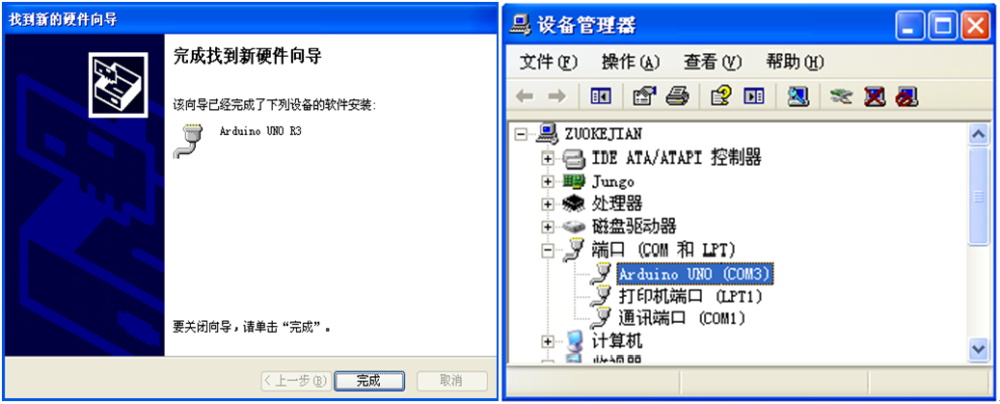 找到新的硬件向导
完成找到新硬件向导
该向导已经完成了下列设备的软件安装:
Arduino UNO R3
要关闭向导,请单击“完成”。
< 上一步(B)
完成
取消
设备管理器
文件(F) 操作(A) 查看(V) 帮助(H)
ZUOKEJIAN
IDE ATA/ATAPI 控制器
Jungo
处理器
磁盘驱动器
端口 (COM 和 LPT)
Arduino UNO (COM3)
打印机端口 (LPT1)
通讯端口 (COM1)
计算机